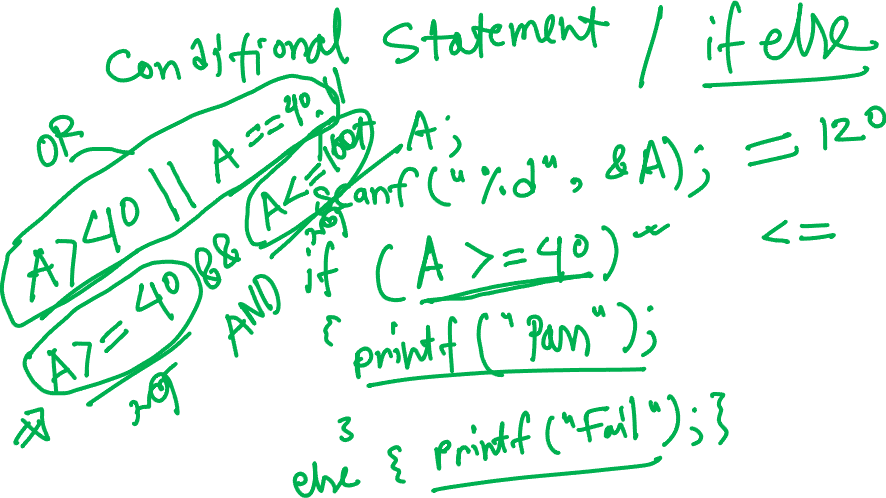 Conditional Statement / if else
OR
A>40 || A==40
A;
scanf("%d", &A); = 120
A>=40 && A<=100
AND
if (A >= 40) <=
{ printf("Pass");
}
else { printf("Fail");}